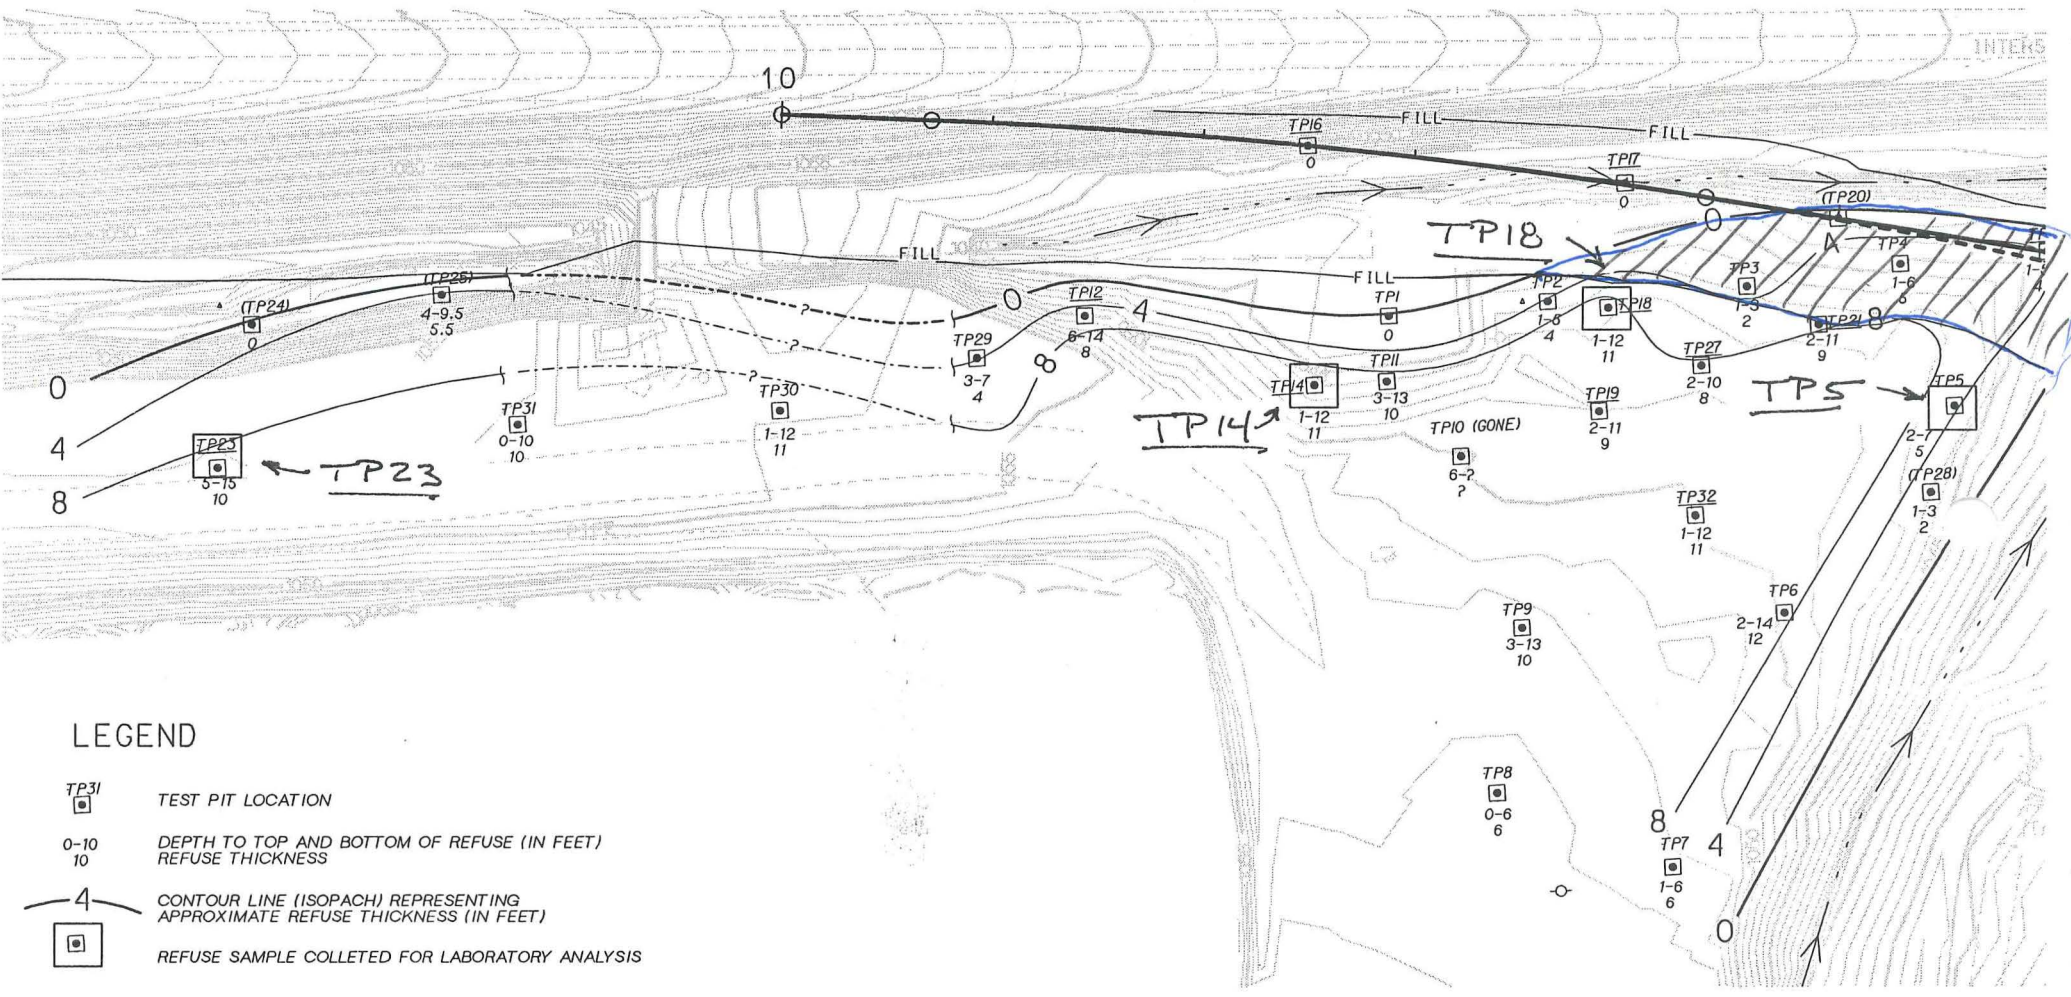 INTERS
10
FILL
FILL
TP16
0
TP17
0
(TP20)
0
TP18
TP4
1-6
TP3
1-3
2
FILL
FILL
(TP25)
4-9.5
5.5
(TP24)
0
0
TP12
6-14
8
4
TP1
0
TP2
1-5
4
TP18
1-12
11
TP21
2-11
9
8
TP29
3-7
4
8
TP27
2-10
8
TP14
1-12
11
TP11
3-13
10
TP5
TP5
2-7
5
0
TP31
0-10
10
TP30
1-12
11
TP14
TP19
2-11
9
TP10 (GONE)
6-?
?
4
TP23
5-15
10
TP23
8
?
?
?
(TP28)
1-3
2
TP32
1-12
11
TP6
2-14
12
TP9
3-13
10
TP8
0-6
6
8
4
TP7
1-6
6
0
LEGEND
TP31
TEST PIT LOCATION
0-10
10
DEPTH TO TOP AND BOTTOM OF REFUSE (IN FEET)
REFUSE THICKNESS
4
CONTOUR LINE (ISOPACH) REPRESENTING
APPROXIMATE REFUSE THICKNESS (IN FEET)
REFUSE SAMPLE COLLETED FOR LABORATORY ANALYSIS